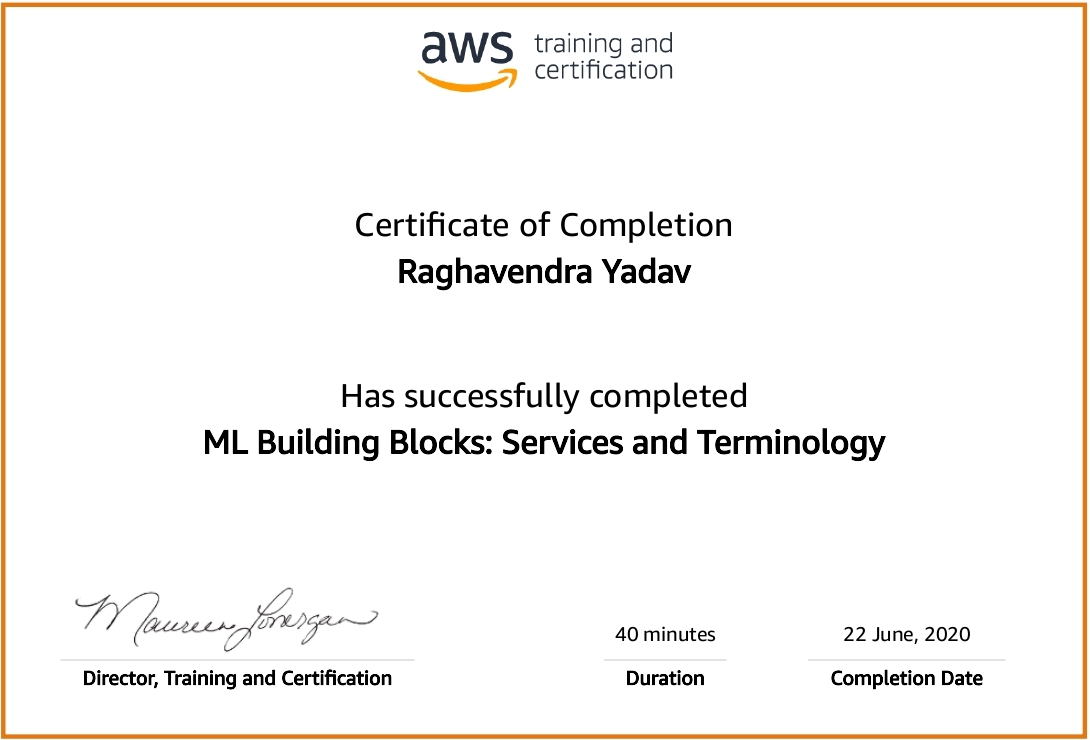 aws training and
certification
Certificate of Completion
Raghavendra Yadav
Has successfully completed
ML Building Blocks: Services and Terminology
Maureen Lonergan
40 minutes
22 June, 2020
Director, Training and Certification
Duration
Completion Date